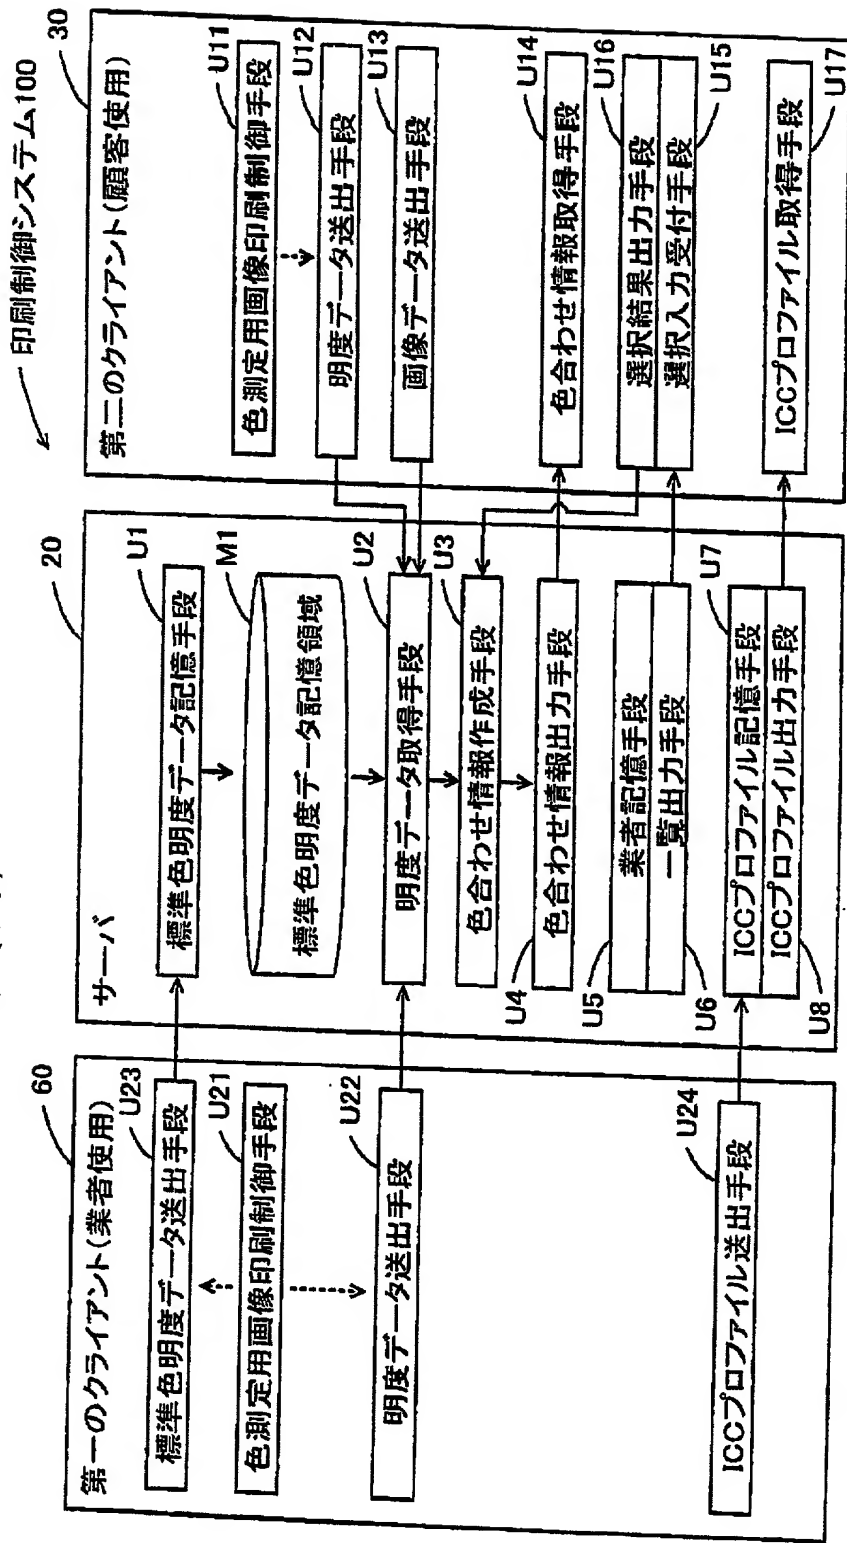 印刷制御システム100
60
第一のクライアント(業者使用)
U23
標準色明度データ送出手段
U21
色測定用画像印刷制御手段
U22
明度データ送出手段
U24
ICCプロファイル送出手段
20
サーバ
U1
標準色明度データ記憶手段
M1
標準色明度データ記憶領域
U2
明度データ取得手段
U3
色合わせ情報作成手段
U4
色合わせ情報出力手段
U5
業者記憶手段
一覧出力手段
U6
U7
ICCプロファイル記憶手段
ICCプロファイル出力手段
U8
30
第二のクライアント(顧客使用)
U11
色測定用画像印刷制御手段
U12
明度データ送出手段
U13
画像データ送出手段
U14
色合わせ情報取得手段
U16
選択結果出力手段
選択入力受付手段
U15
ICCプロファイル取得手段
U17